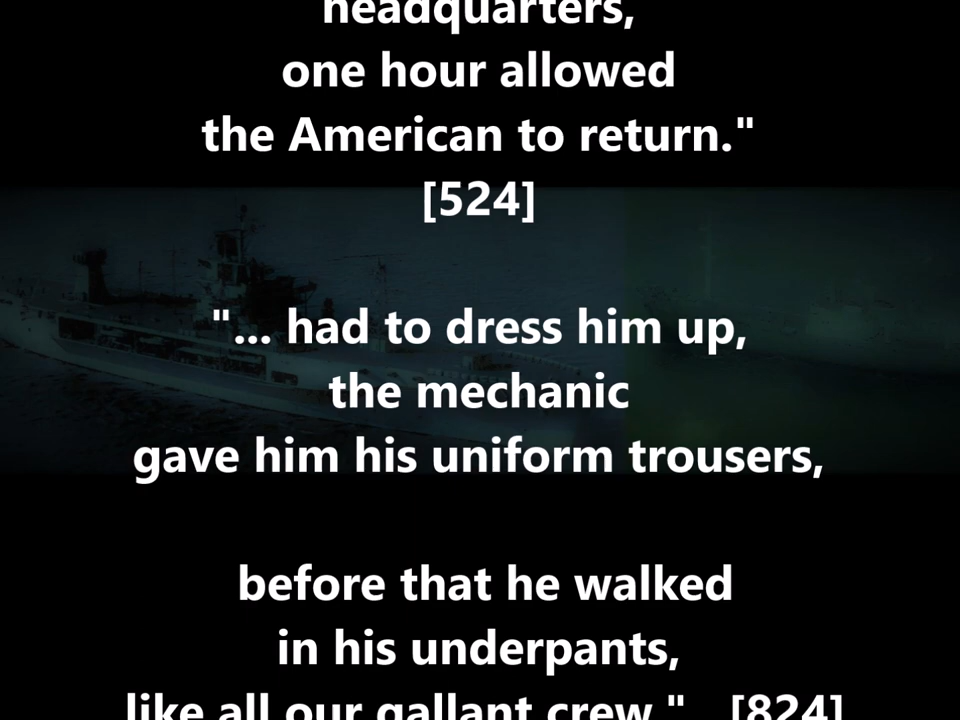 headquarters,
one hour allowed
the American to return."
[524]
"... had to dress him up,
the mechanic
gave him his uniform trousers,
before that he walked
in his underpants,
like all our gallant crew." [824]